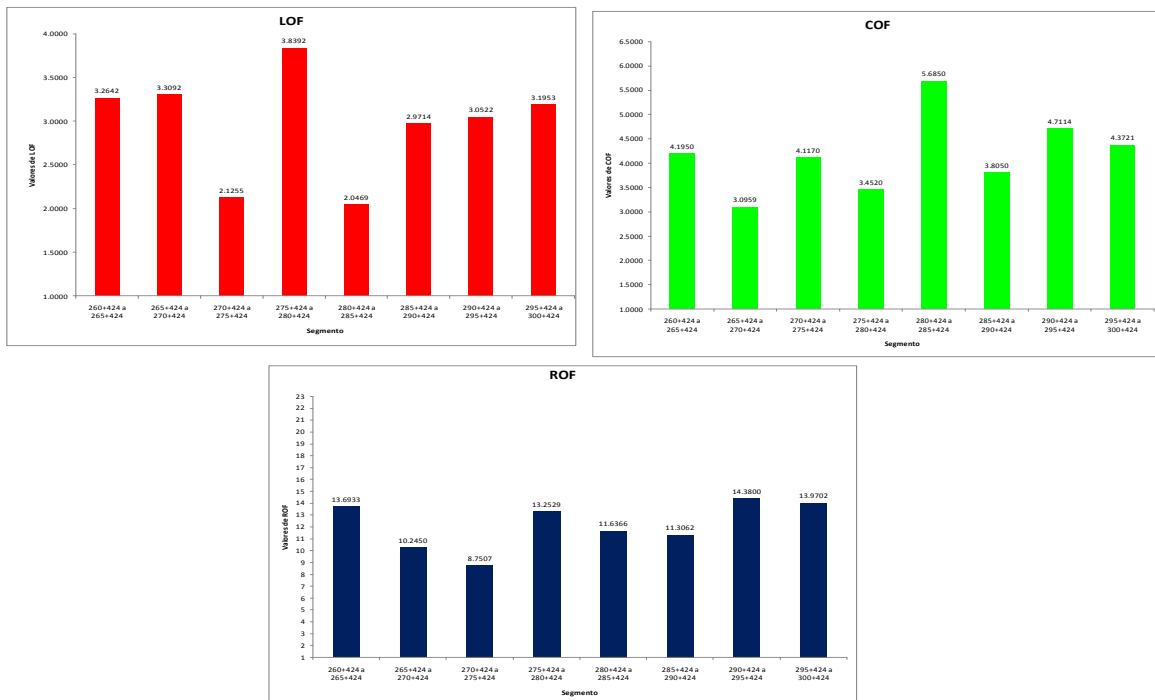 LOF
4.0000
3.5000
3.0000
2.5000
2.0000
1.5000
1.0000
Valores de LOF
3.2642
3.3092
2.1255
3.8392
2.0469
2.9714
3.0522
3.1953
260+424 a 265+424
265+424 a 270+424
270+424 a 275+424
275+424 a 280+424
280+424 a 285+424
285+424 a 290+424
290+424 a 295+424
295+424 a 300+424
Segmento
COF
6.5000
6.0000
5.5000
5.0000
4.5000
4.0000
3.5000
3.0000
2.5000
2.0000
1.5000
1.0000
Valores de COF
4.1950
3.0959
4.1170
3.4520
5.6850
3.8050
4.7114
4.3721
260+424 a 265+424
265+424 a 270+424
270+424 a 275+424
275+424 a 280+424
280+424 a 285+424
285+424 a 290+424
290+424 a 295+424
295+424 a 300+424
Segmento
ROF
23
22
21
20
19
18
17
16
15
14
13
12
11
10
9
8
7
6
5
4
3
2
1
Valores de ROF
13.6933
10.2450
8.7507
13.2529
11.6366
11.3062
14.3800
13.9702
260+424 a 265+424
265+424 a 270+424
270+424 a 275+424
275+424 a 280+424
280+424 a 285+424
285+424 a 290+424
290+424 a 295+424
295+424 a 300+424
Segmento